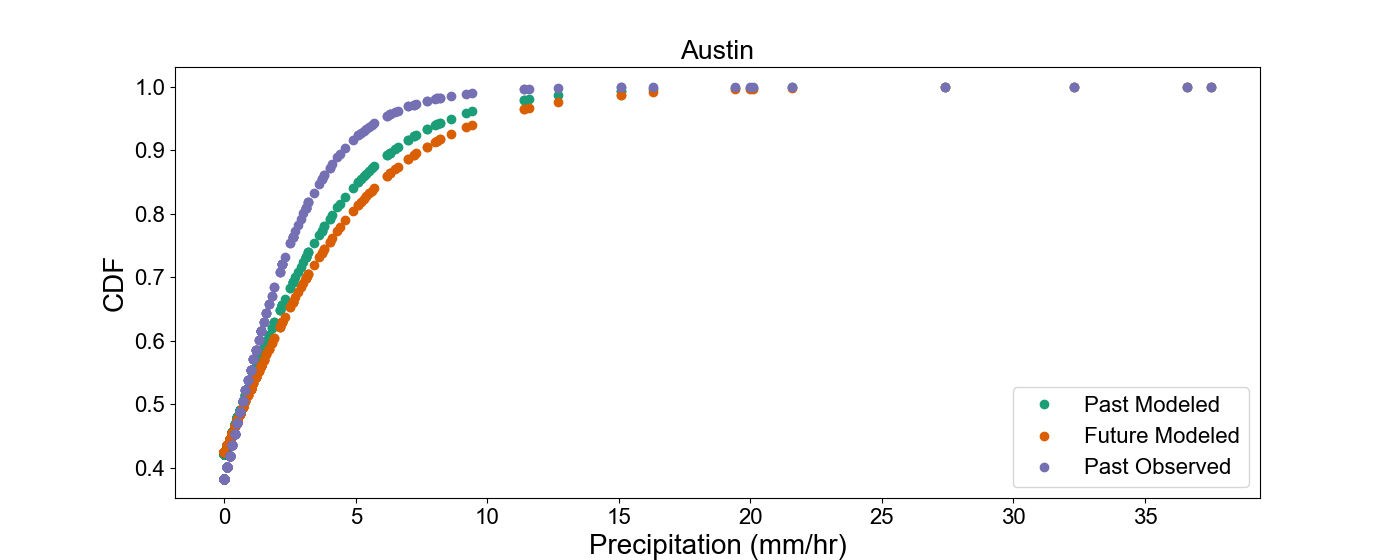 Austin
CDF
1.0
0.9
0.8
0.7
0.6
0.5
0.4
Past Modeled
Future Modeled
Past Observed
0 5 10 15 20 25 30 35
Precipitation (mm/hr)